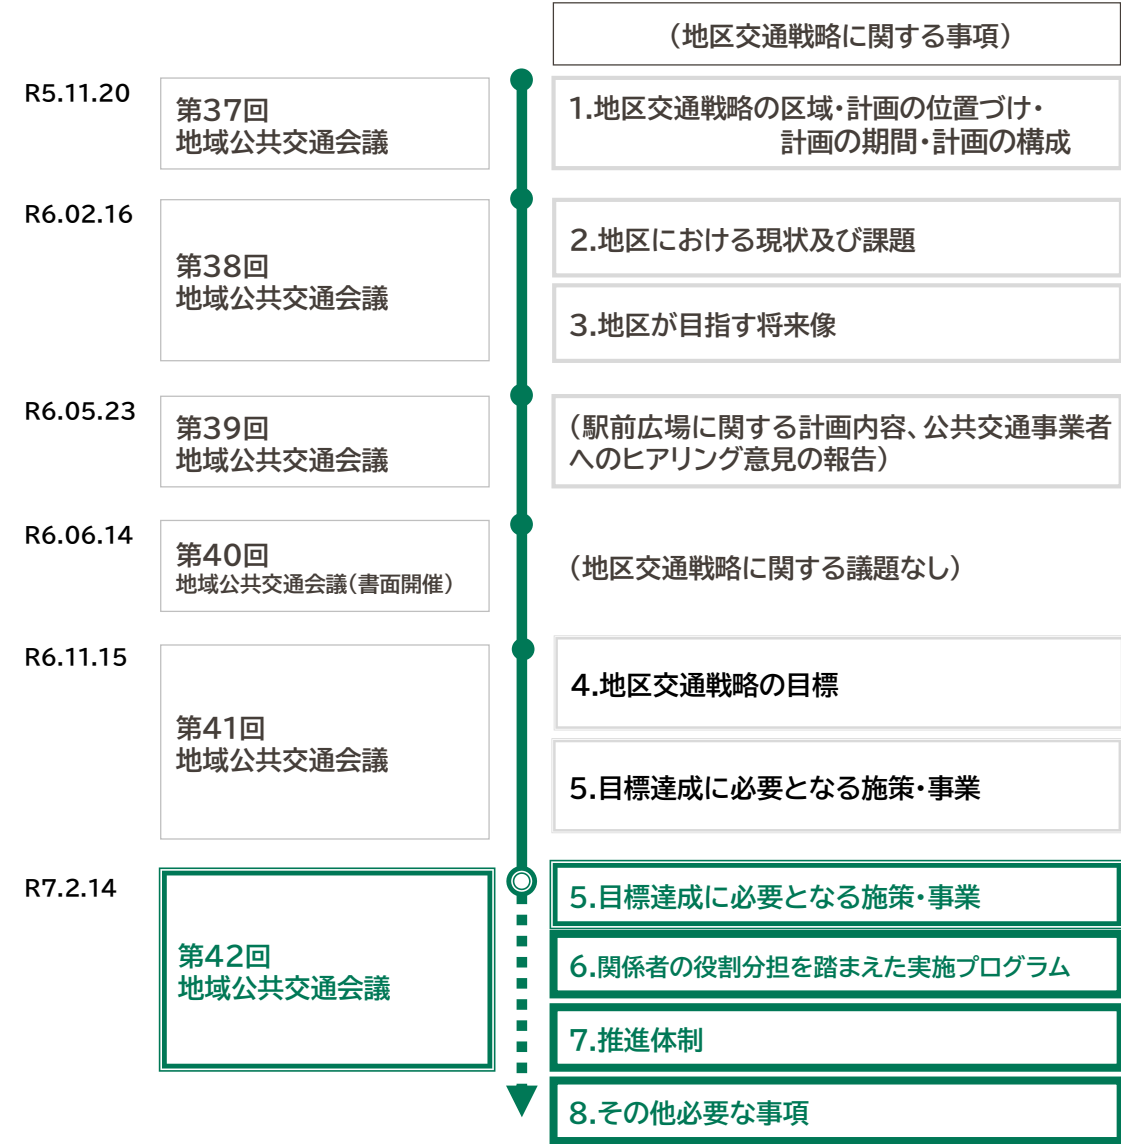 (地区交通戦略に関する事項)
R5.11.20
第37回
地域公共交通会議
1.地区交通戦略の区域・計画の位置づけ・
計画の期間・計画の構成
R6.02.16
第38回
地域公共交通会議
2.地区における現状及び課題
3.地区が目指す将来像
R6.05.23
第39回
地域公共交通会議
(駅前広場に関する計画内容、公共交通事業者
へのヒアリング意見の報告)
R6.06.14
第40回
地域公共交通会議(書面開催)
(地区交通戦略に関する議題なし)
R6.11.15
第41回
地域公共交通会議
4.地区交通戦略の目標
5.目標達成に必要となる施策・事業
R7.2.14
第42回
地域公共交通会議
5.目標達成に必要となる施策・事業
6.関係者の役割分担を踏まえた実施プログラム
7.推進体制
8.その他必要な事項